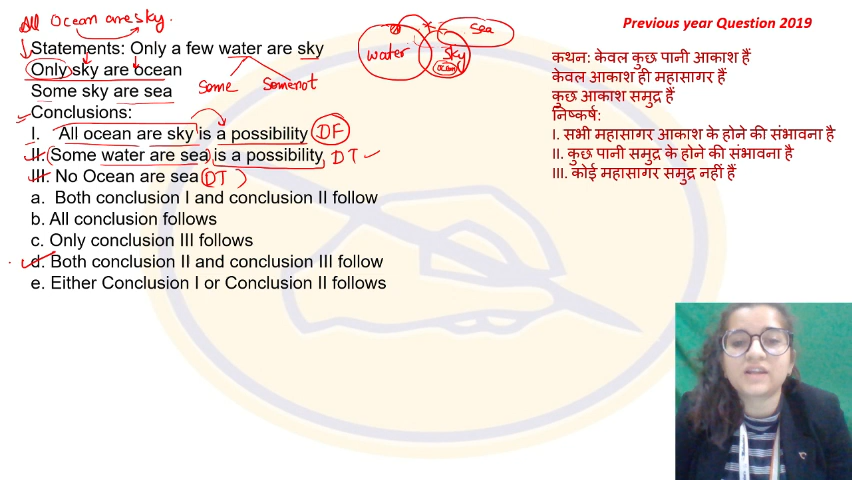 All Ocean are sky.
Previous year Question 2019
Statements: Only a few water are sky
Only sky are ocean
Some sky are sea
Some
Somenot
water
sky
ocean
sea
Conclusions:
I. All ocean are sky is a possibility DF
II. Some water are sea is a possibility DT
III. No Ocean are sea DT
a. Both conclusion I and conclusion II follow
b. All conclusion follows
c. Only conclusion III follows
d. Both conclusion II and conclusion III follow
e. Either Conclusion I or Conclusion II follows
कथन: केवल कुछ पानी आकाश हैं
केवल आकाश ही महासागर हैं
कुछ आकाश समुद्र हैं
निष्कर्ष:
I. सभी महासागर आकाश के होने की संभावना है
II. कुछ पानी समुद्र के होने की संभावना है
III. कोई महासागर समुद्र नहीं हैं